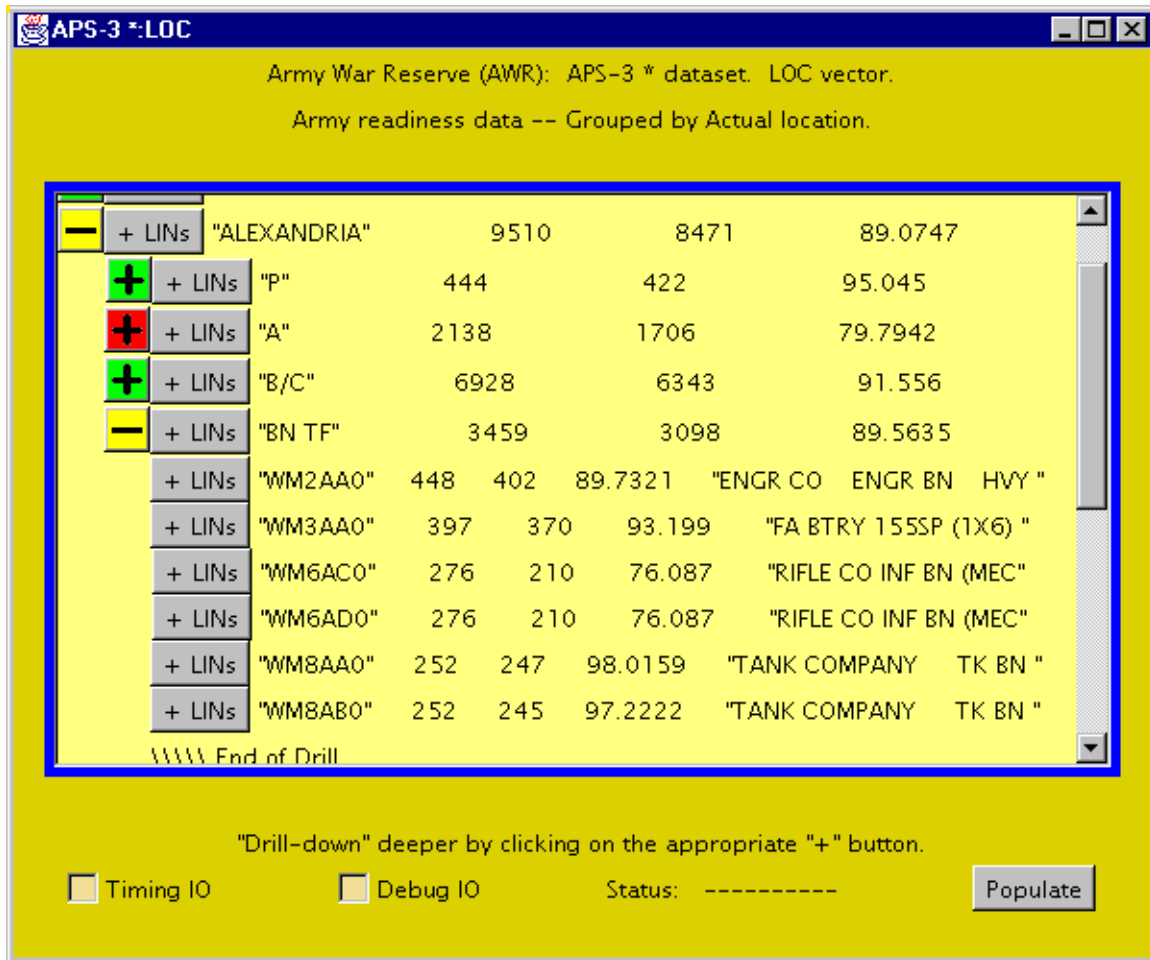 APS-3 *:LOC
Army War Reserve (AWR): APS-3 * dataset. LOC vector.
Army readiness data -- Grouped by Actual location.
+ LINs "ALEXANDRIA" 9510 8471 89.0747
+ LINs "P" 444 422 95.045
+ LINs "A" 2138 1706 79.7942
+ LINs "B/C" 6928 6343 91.556
+ LINs "BN TF" 3459 3098 89.5635
+ LINs "WM2AA0" 448 402 89.7321 "ENGR CO ENGR BN HVY "
+ LINs "WM3AA0" 397 370 93.199 "FA BTRY 155SP (1X6) "
+ LINs "WM6AC0" 276 210 76.087 "RIFLE CO INF BN (MEC"
+ LINs "WM6AD0" 276 210 76.087 "RIFLE CO INF BN (MEC"
+ LINs "WM8AA0" 252 247 98.0159 "TANK COMPANY TK BN "
+ LINs "WM8AB0" 252 245 97.2222 "TANK COMPANY TK BN "
\\\\\ End of Drill
"Drill-down" deeper by clicking on the appropriate "+" button.
Timing IO Debug IO Status: ---------- Populate